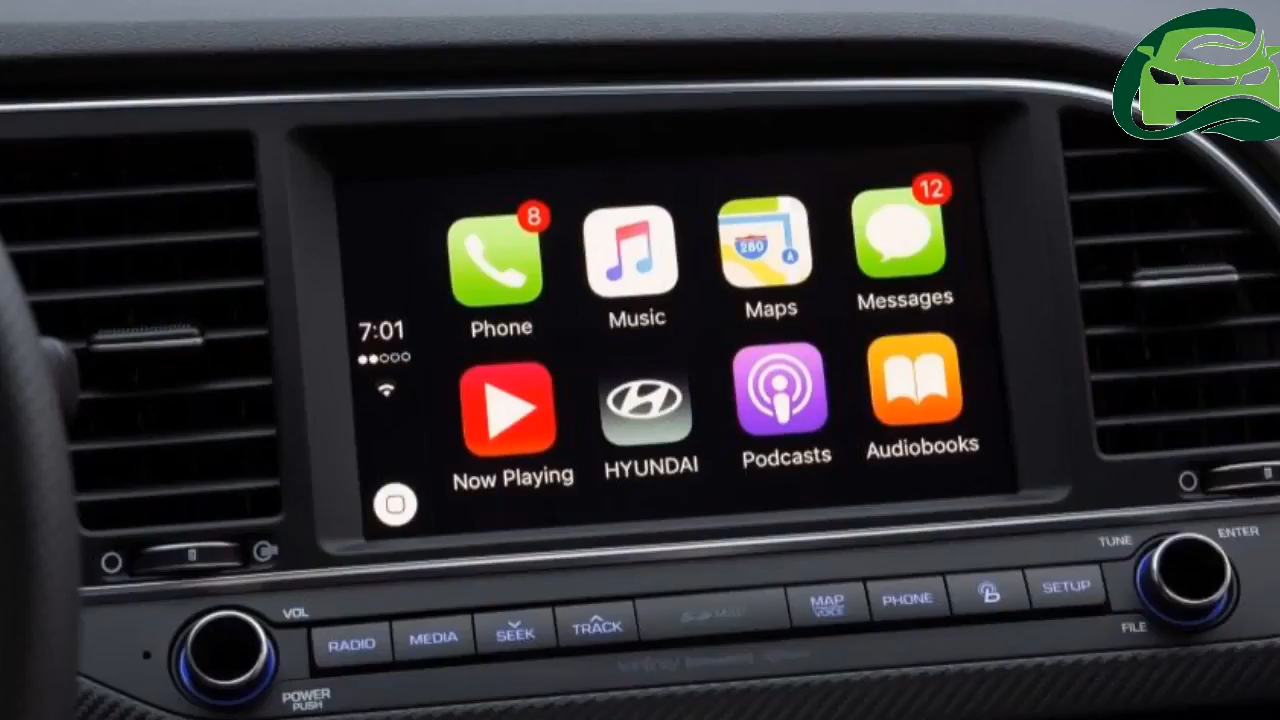 8
12
280
A
Phone
Music
Maps
Messages
7:01
Now Playing
HYUNDAI
Podcasts
Audiobooks
VOL
RADIO
MEDIA
SEEK
TRACK
MAP
VOICE
PHONE
SETUP
TUNE
ENTER
FILE
POWER
PUSH